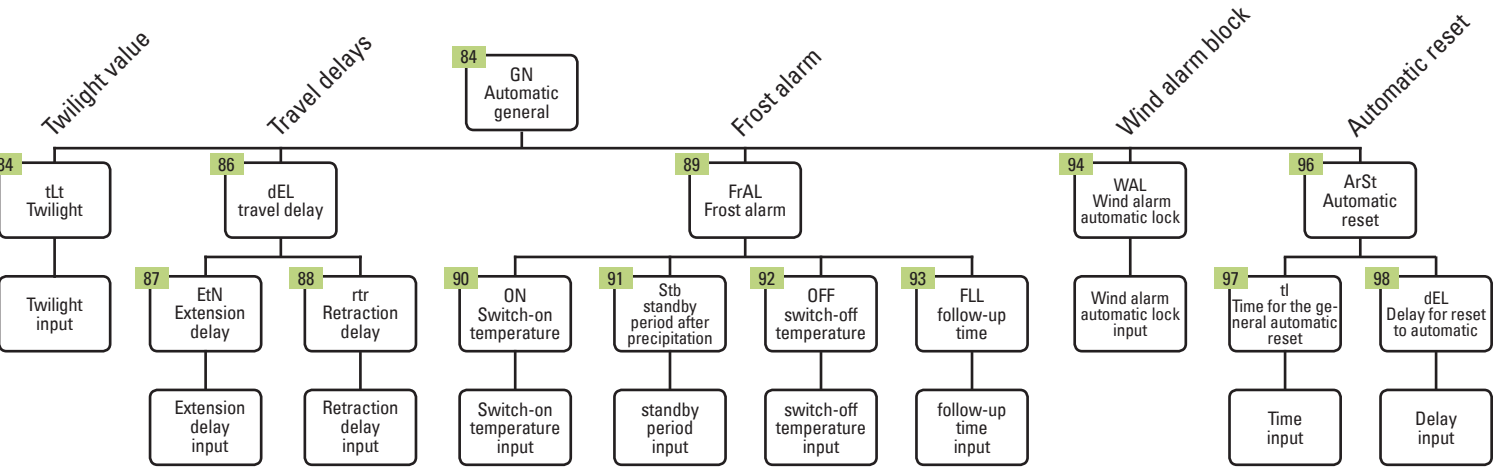 Twilight value
Travel delays
Frost alarm
Wind alarm block
Automatic reset
84
GN
Automatic
general
84
tLt
Twilight
86
dEL
travel delay
89
FrAL
Frost alarm
94
WAL
Wind alarm
automatic lock
96
ArSt
Automatic
reset
Twilight
input
87
EtN
Extension
delay
88
rtr
Retraction
delay
90
ON
Switch-on
temperature
91
Stb
standby
period after
precipitation
92
OFF
switch-off
temperature
93
FLL
follow-up
time
Wind alarm
automatic lock
input
97
tI
Time for the ge-
neral automatic
reset
98
dEL
Delay for reset
to automatic
Extension
delay
input
Retraction
delay
input
Switch-on
temperature
input
standby
period
input
switch-off
temperature
input
follow-up
time
input
Time
input
Delay
input